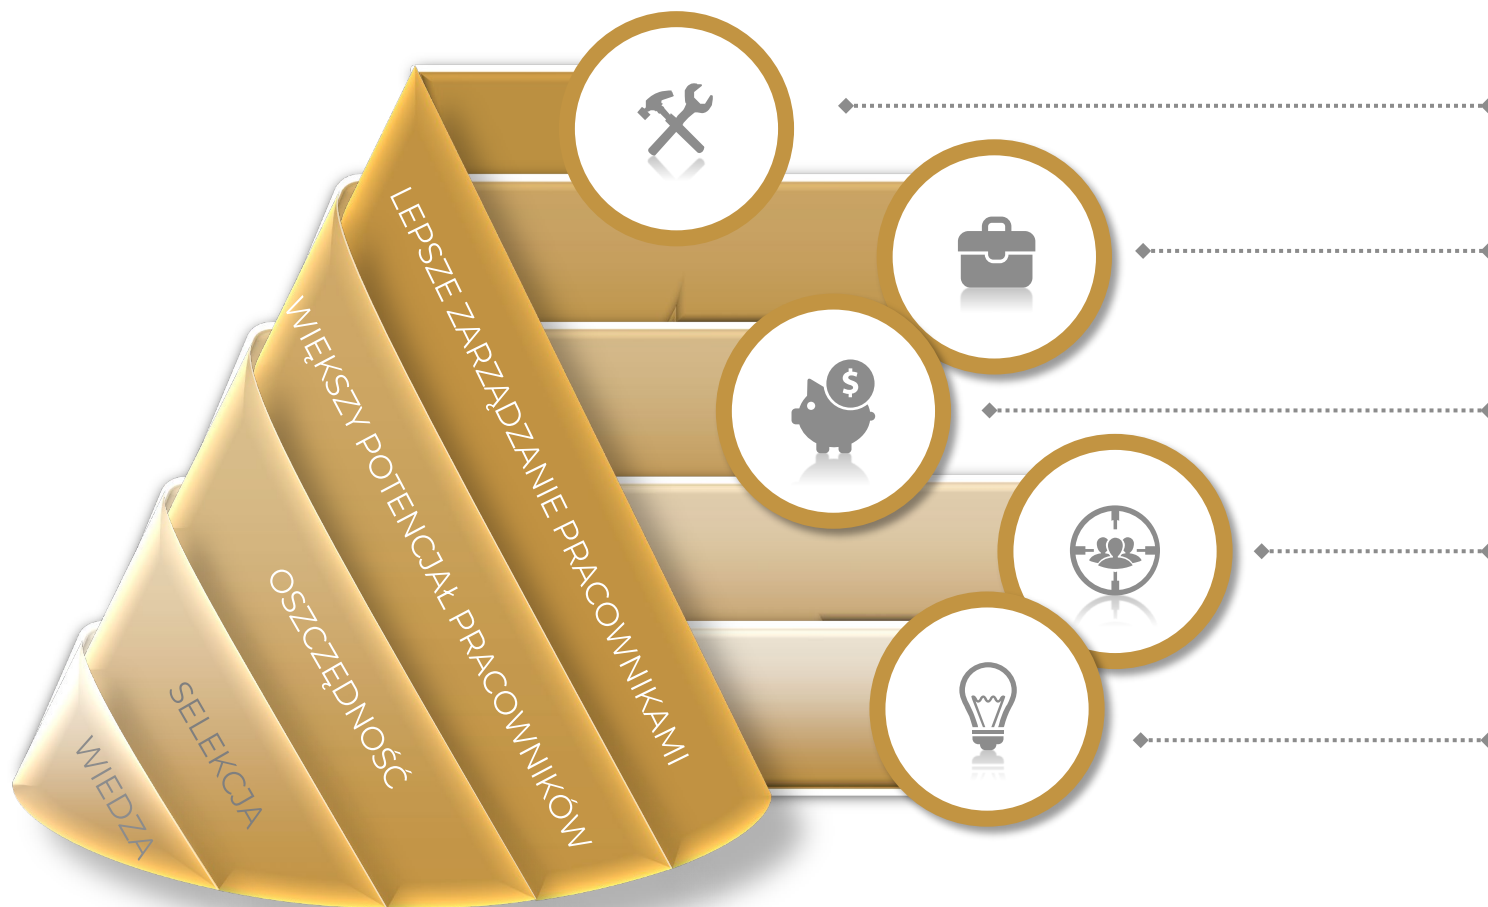 LEPSZE ZARZĄDZANIE PRACOWNIKAMI
WIĘKSZY POTENCJAŁ PRACOWNIKÓW
OSZCZĘDNOŚĆ
SELEKCJA
WIEDZA
$